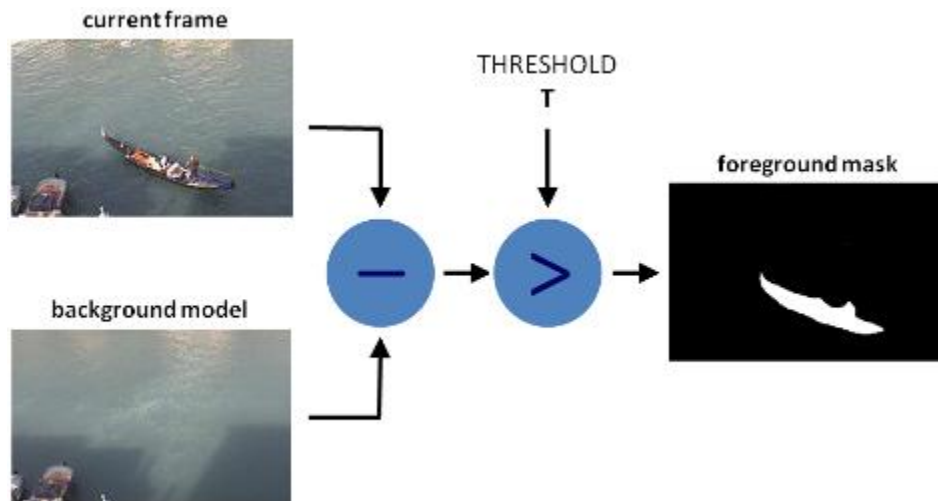 current frame
THRESHOLD
T
foreground mask
− >
background model